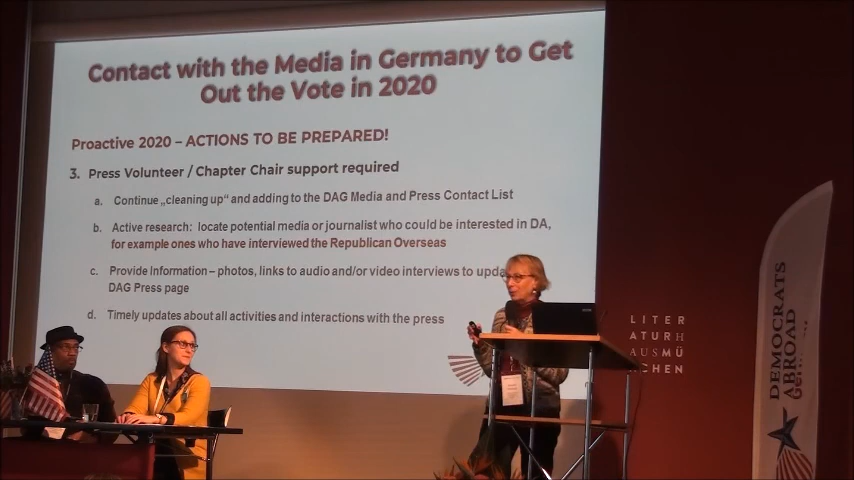 Contact with the Media in Germany to Get
Out the Vote in 2020
Proactive 2020 – ACTIONS TO BE PREPARED!
3. Press Volunteer / Chapter Chair support required
a. Continue „cleaning up“ and adding to the DAG Media and Press Contact List
b. Active research: locate potential media or journalist who could be interested in DA,
for example ones who have interviewed the Republican Overseas
c. Provide Information – photos, links to audio and/or video interviews to upda
DAG Press page
d. Timely updates about all activities and interactions with the press
LITER
ATURH
AUSMÜ
CHEN
DEMOCRATS
ABROAD